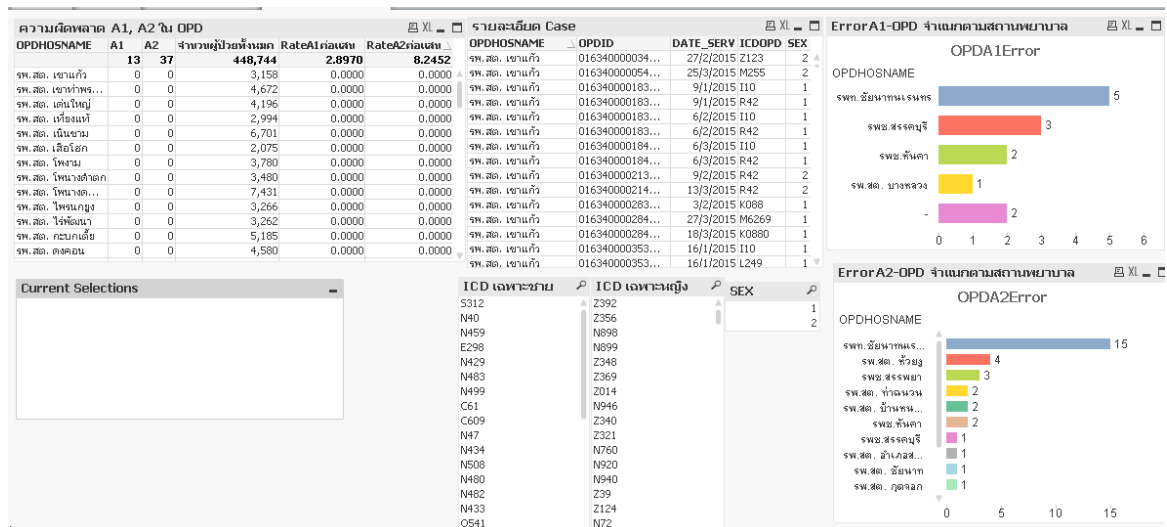 ความผิดพลาด A1, A2 ใน OPD
XL
OPDHOSNAME A1 A2 จำนวนผู้ป่วยทั้งหมด RateA1ต่อแสน RateA2ต่อแสน
13 37 448,744 2.8970 8.2452
รพ.สต. เขาแก้ว 0 0 3,158 0.0000 0.0000
รพ.สต. เขาท่าพร... 0 0 4,672 0.0000 0.0000
รพ.สต. เด่นใหญ่ 0 0 4,196 0.0000 0.0000
รพ.สต. เที่ยงแท้ 0 0 2,994 0.0000 0.0000
รพ.สต. เนินขาม 0 0 6,701 0.0000 0.0000
รพ.สต. เสือโฮก 0 0 2,075 0.0000 0.0000
รพ.สต. โพงาม 0 0 3,780 0.0000 0.0000
รพ.สต. โพนางดำตก 0 0 3,480 0.0000 0.0000
รพ.สต. โพนางด... 0 0 7,431 0.0000 0.0000
รพ.สต. ไพรนกยูง 0 0 3,266 0.0000 0.0000
รพ.สต. ไร่พัฒนา 0 0 3,262 0.0000 0.0000
รพ.สต. กะบกเตี้ย 0 0 5,185 0.0000 0.0000
รพ.สต. ดงคอน 0 0 4,580 0.0000 0.0000
รายละเอียด Case
XL
OPDHOSNAME OPDID DATE_SERV ICDOPD SEX
รพ.สต. เขาแก้ว 016340000034... 27/2/2015 Z123 2
รพ.สต. เขาแก้ว 016340000054... 25/3/2015 M255 2
รพ.สต. เขาแก้ว 016340000183... 9/1/2015 I10 1
รพ.สต. เขาแก้ว 016340000183... 9/1/2015 R42 1
รพ.สต. เขาแก้ว 016340000183... 6/2/2015 I10 1
รพ.สต. เขาแก้ว 016340000183... 6/2/2015 R42 1
รพ.สต. เขาแก้ว 016340000184... 6/3/2015 I10 1
รพ.สต. เขาแก้ว 016340000184... 6/3/2015 R42 1
รพ.สต. เขาแก้ว 016340000213... 9/2/2015 R42 2
รพ.สต. เขาแก้ว 016340000214... 13/3/2015 R42 2
รพ.สต. เขาแก้ว 016340000283... 3/2/2015 K088 1
รพ.สต. เขาแก้ว 016340000284... 27/3/2015 M6269 1
รพ.สต. เขาแก้ว 016340000284... 18/3/2015 K0880 1
รพ.สต. เขาแก้ว 016340000353... 16/1/2015 I10 1
รพ.สต. เขาแก้ว 016340000353... 16/1/2015 L249 1
ErrorA1-OPD จำแนกตามสถานพยาบาล
XL
OPDA1Error
OPDHOSNAME
รพท.ชัยนาทนเรนทร 5
รพช.สรรคบุรี 3
รพช.หันคา 2
รพ.สต. บางหลวง 1
- 2
0 1 2 3 4 5 6
Current Selections
ICD เฉพาะชาย
S312
N40
N459
E298
N429
N483
N499
C61
C609
N47
N434
N508
N480
N482
N433
O541
ICD เฉพาะหญิง
Z392
Z356
N898
N899
Z348
Z369
Z014
N946
Z340
Z321
N760
N920
N940
Z39
Z124
N72
SEX
1
2
ErrorA2-OPD จำแนกตามสถานพยาบาล
XL
OPDA2Error
OPDHOSNAME
รพท.ชัยนาทนเร... 15
รพ.สต. ห้วยงู 4
รพช.สรรพยา 3
รพ.สต. ท่าฉนวน 2
รพ.สต. บ้านหน... 2
รพช.หันคา 2
รพช.สรรคบุรี 1
รพ.สต. อำเภอส... 1
รพ.สต. ชัยนาท 1
รพ.สต. กุดจอก 1
0 5 10 15